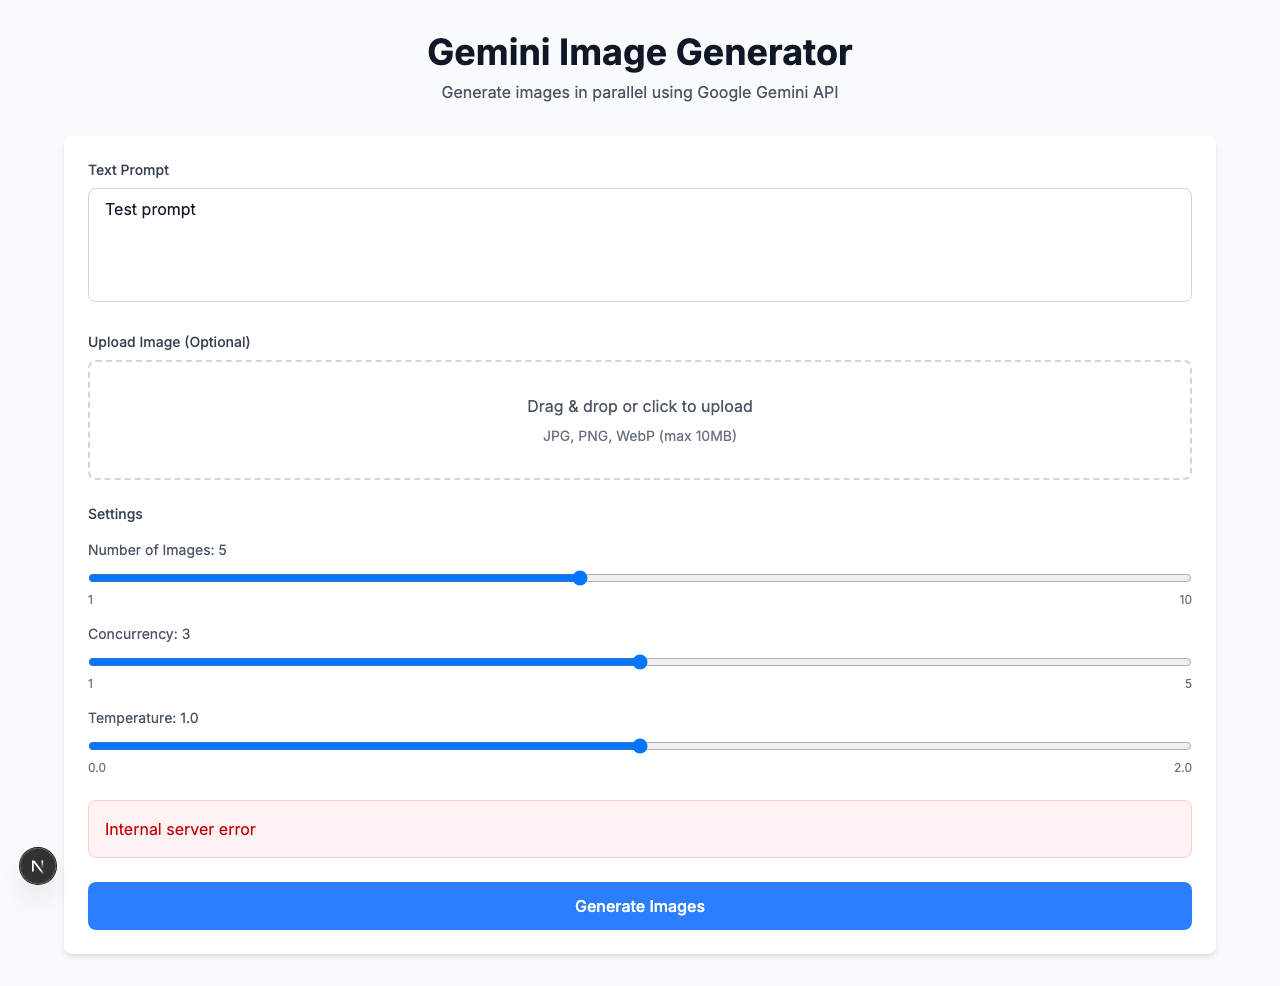 Gemini Image Generator
Generate images in parallel using Google Gemini API
Text Prompt
Test prompt
Upload Image (Optional)
Drag & drop or click to upload
JPG, PNG, WebP (max 10MB)
Settings
Number of Images: 5
1 10
Concurrency: 3
1 5
Temperature: 1.0
0.0 2.0
Internal server error
N
Generate Images